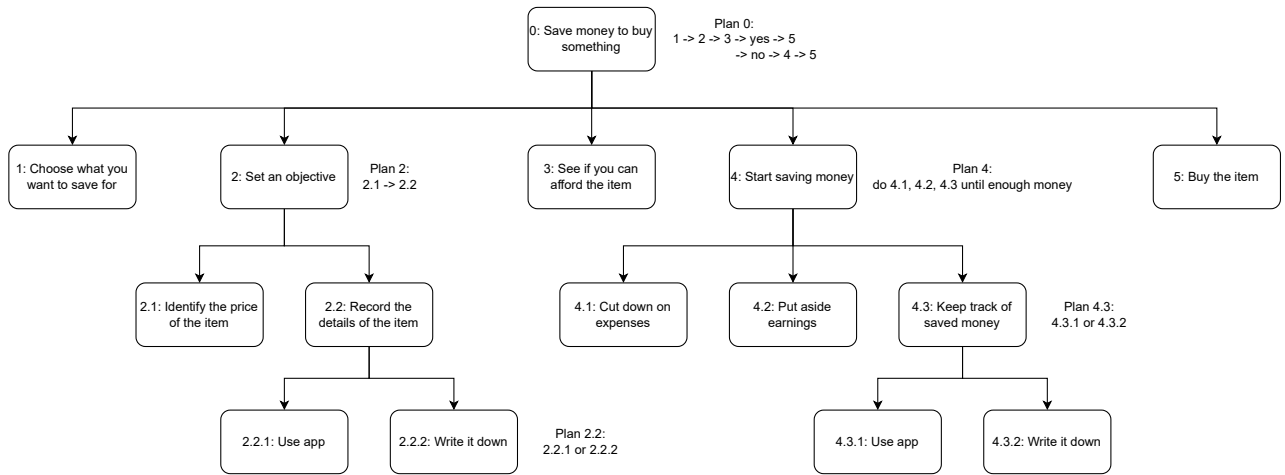 0: Save money to buy
something
Plan 0:
1 -> 2 -> 3 -> yes -> 5
-> no -> 4 -> 5
1: Choose what you
want to save for
2: Set an objective
Plan 2:
2.1 -> 2.2
3: See if you can
afford the item
4: Start saving money
Plan 4:
do 4.1, 4.2, 4.3 until enough money
5: Buy the item
2.1: Identify the price
of the item
2.2: Record the
details of the item
4.1: Cut down on
expenses
4.2: Put aside
earnings
4.3: Keep track of
saved money
Plan 4.3:
4.3.1 or 4.3.2
2.2.1: Use app
2.2.2: Write it down
Plan 2.2:
2.2.1 or 2.2.2
4.3.1: Use app
4.3.2: Write it down